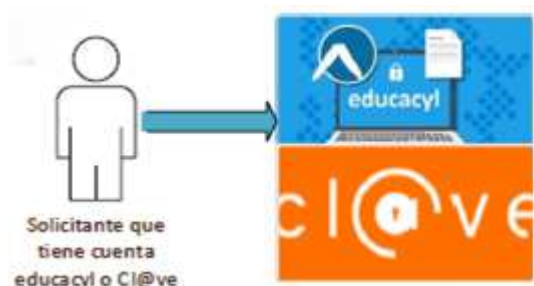 educacyl
cl@ve
Solicitante que
tiene cuenta
educacyl o Cl@ve